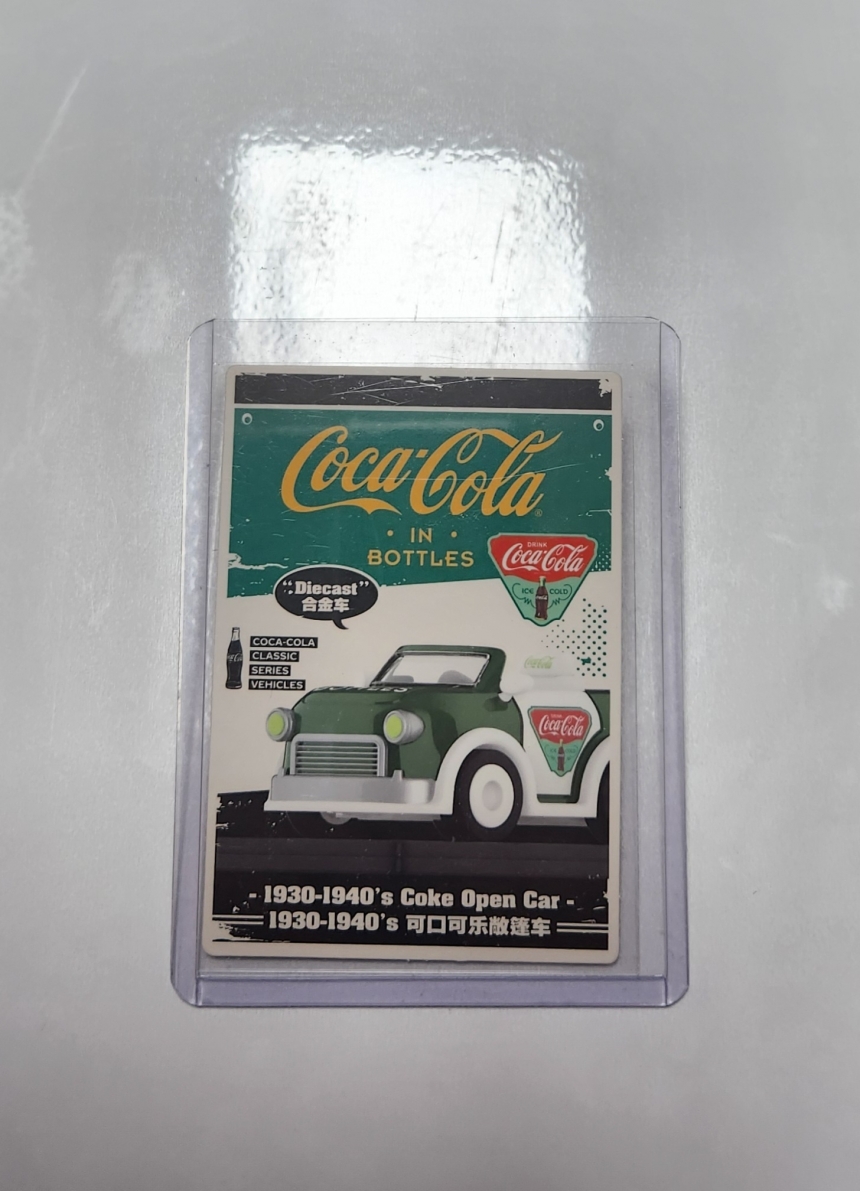 Coca-Cola®
• IN •
BOTTLES
DRINK
Coca-Cola
ICE COLD
"Diecast"
合金车
COCA-COLA
CLASSIC
SERIES
VEHICLES
Coca-Cola
Coca-Cola
- 1930-1940's Coke Open Car -
1930-1940's 可口可乐敞篷车